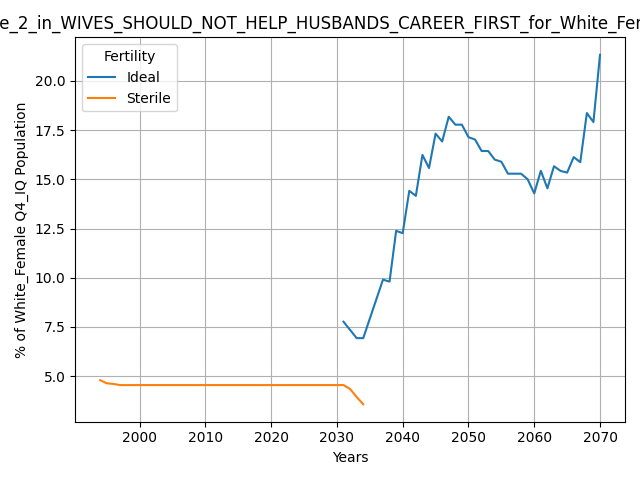 e_2_in_WIVES_SHOULD_NOT_HELP_HUSBANDS_CAREER_FIRST_for_White_Fem
Fertility
Ideal
Sterile
% of White_Female Q4_IQ Population
20.0
17.5
15.0
12.5
10.0
7.5
5.0
2000 2010 2020 2030 2040 2050 2060 2070
Years